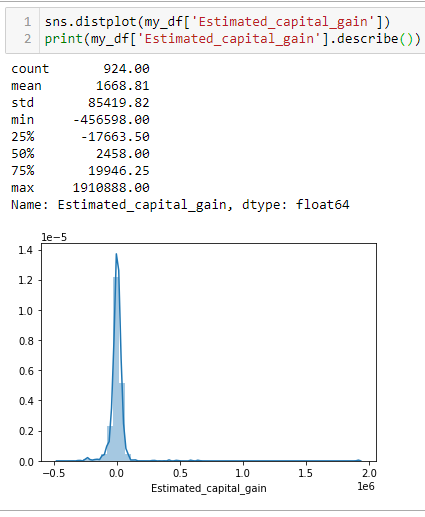 1 sns.distplot(my_df['Estimated_capital_gain'])
2 print(my_df['Estimated_capital_gain'].describe())
count 924.00
mean 1668.81
std 85419.82
min -456598.00
25% -17663.50
50% 2458.00
75% 19946.25
max 1910888.00
Name: Estimated_capital_gain, dtype: float64
1e−5
1.4
1.2
1.0
0.8
0.6
0.4
0.2
0.0
−0.5 0.0 0.5 1.0 1.5 2.0
1e6
Estimated_capital_gain